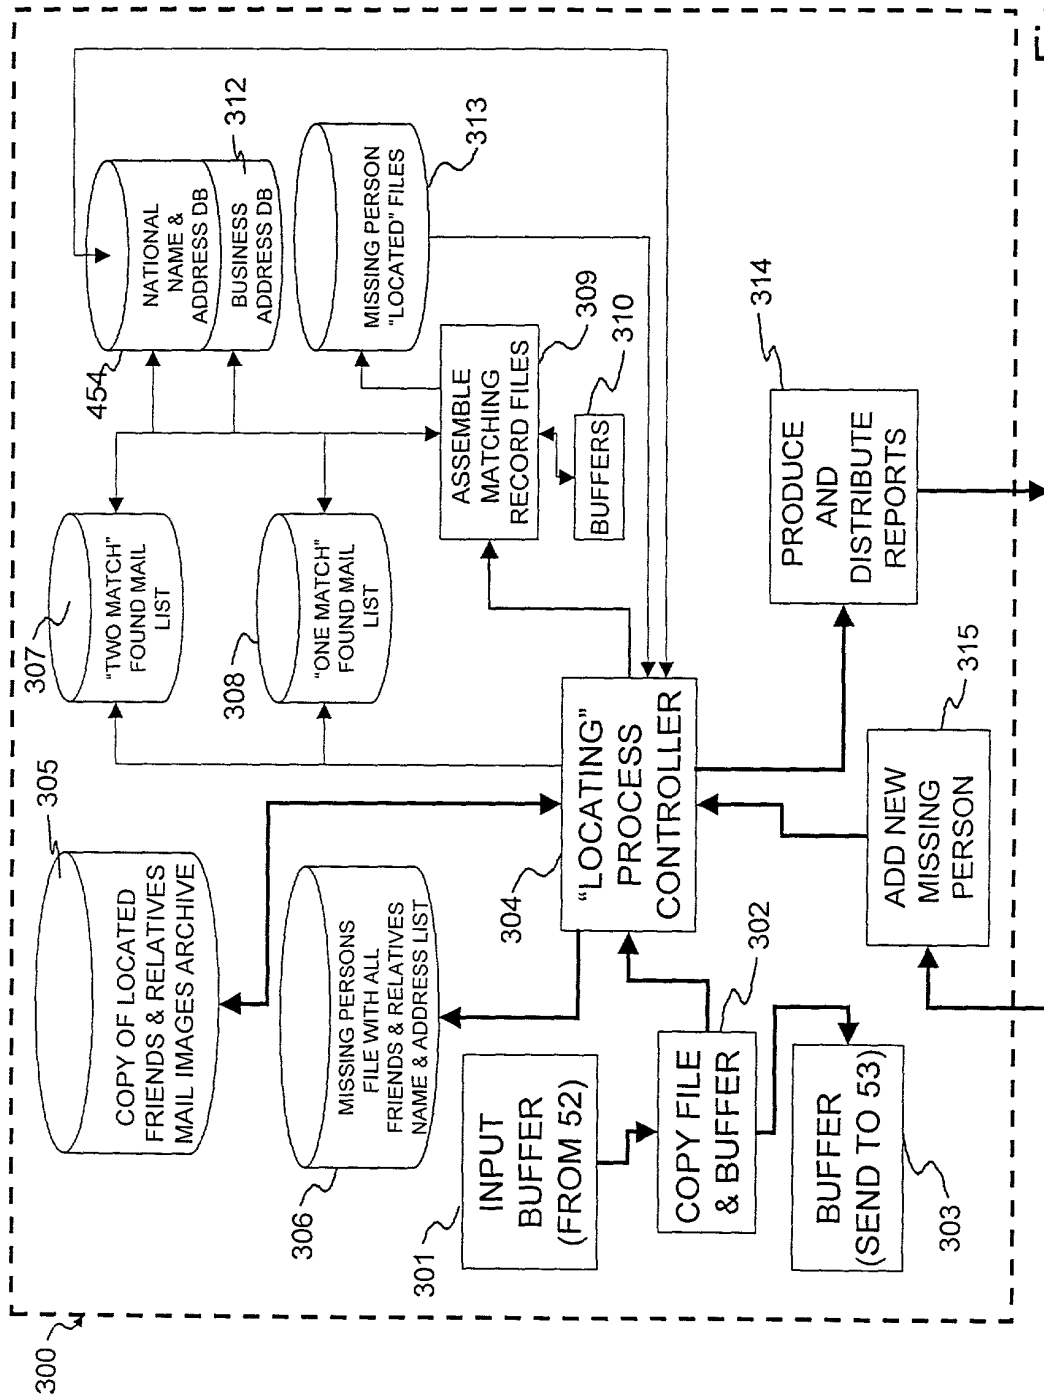 300
305
COPY OF LOCATED
FRIENDS & RELATIVES
MAIL IMAGES ARCHIVE
307
"TWO MATCH"
FOUND MAIL
LIST
454
NATIONAL
NAME &
ADDRESS DB
BUSINESS
ADDRESS DB
312
306
MISSING PERSONS
FILE WITH ALL
FRIENDS & RELATIVES
NAME & ADDRESS LIST
308
"ONE MATCH"
FOUND MAIL
LIST
MISSING PERSON
"LOCATED" FILES
313
301
INPUT
BUFFER
(FROM 52)
304
"LOCATING"
PROCESS
CONTROLLER
ASSEMBLE
MATCHING
RECORD FILES
309
BUFFERS
310
COPY FILE
& BUFFER
302
BUFFER
(SEND TO 53)
303
ADD NEW
MISSING
PERSON
315
PRODUCE
AND
DISTRIBUTE
REPORTS
314